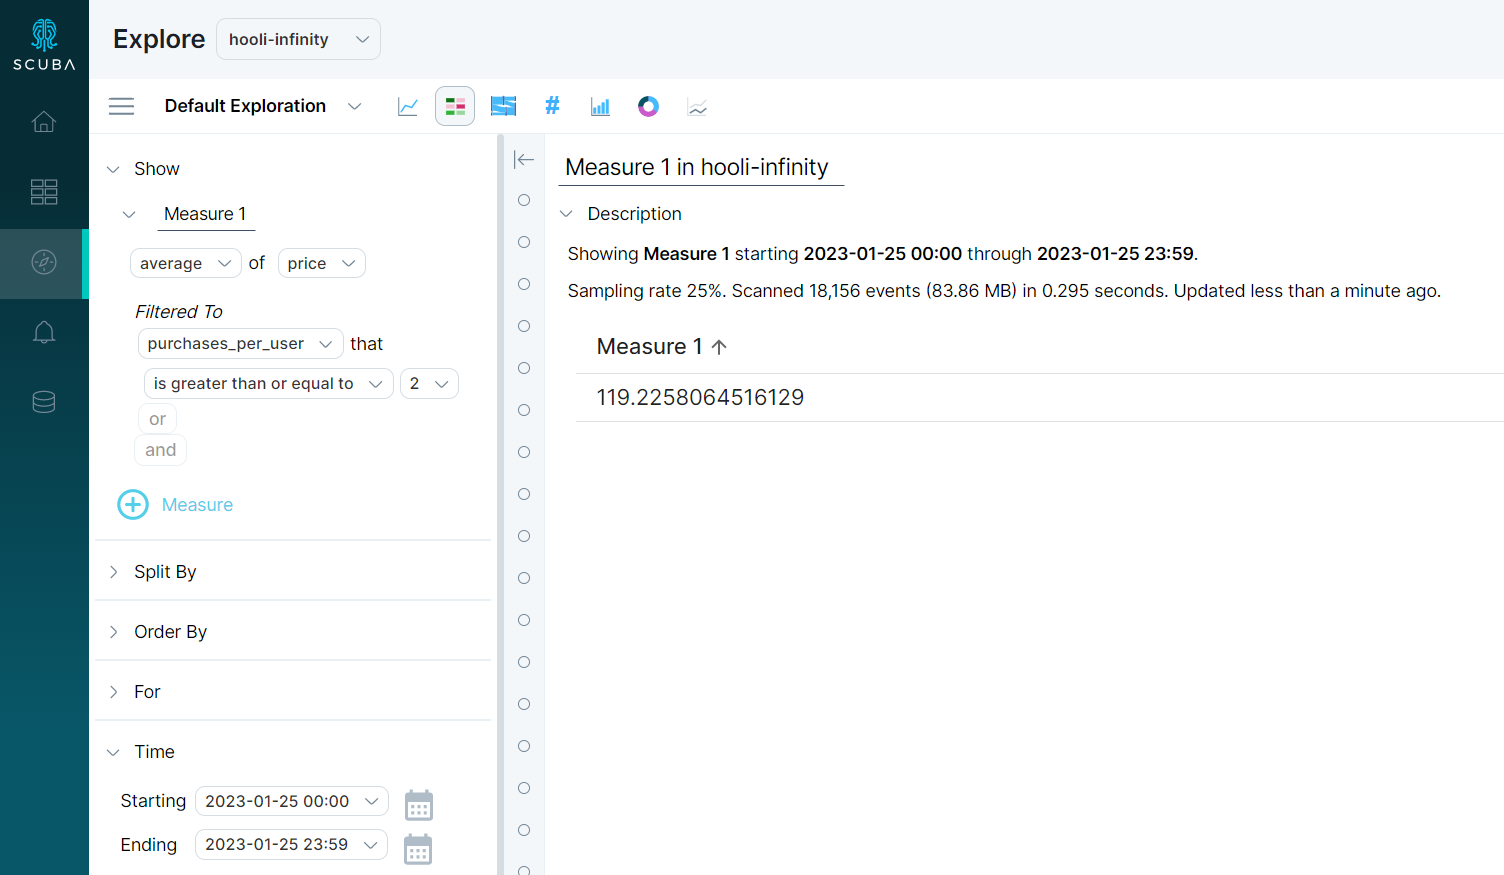 SCUBA
Explore
hooli-infinity
Default Exploration
#
Show
Measure 1
average of price
Filtered To
purchases_per_user that
is greater than or equal to 2
or
and
Measure
Split By
Order By
For
Time
Starting 2023-01-25 00:00
Ending 2023-01-25 23:59
Measure 1 in hooli-infinity
Description
Showing Measure 1 starting 2023-01-25 00:00 through 2023-01-25 23:59.
Sampling rate 25%. Scanned 18,156 events (83.86 MB) in 0.295 seconds. Updated less than a minute ago.
Measure 1
119.2258064516129